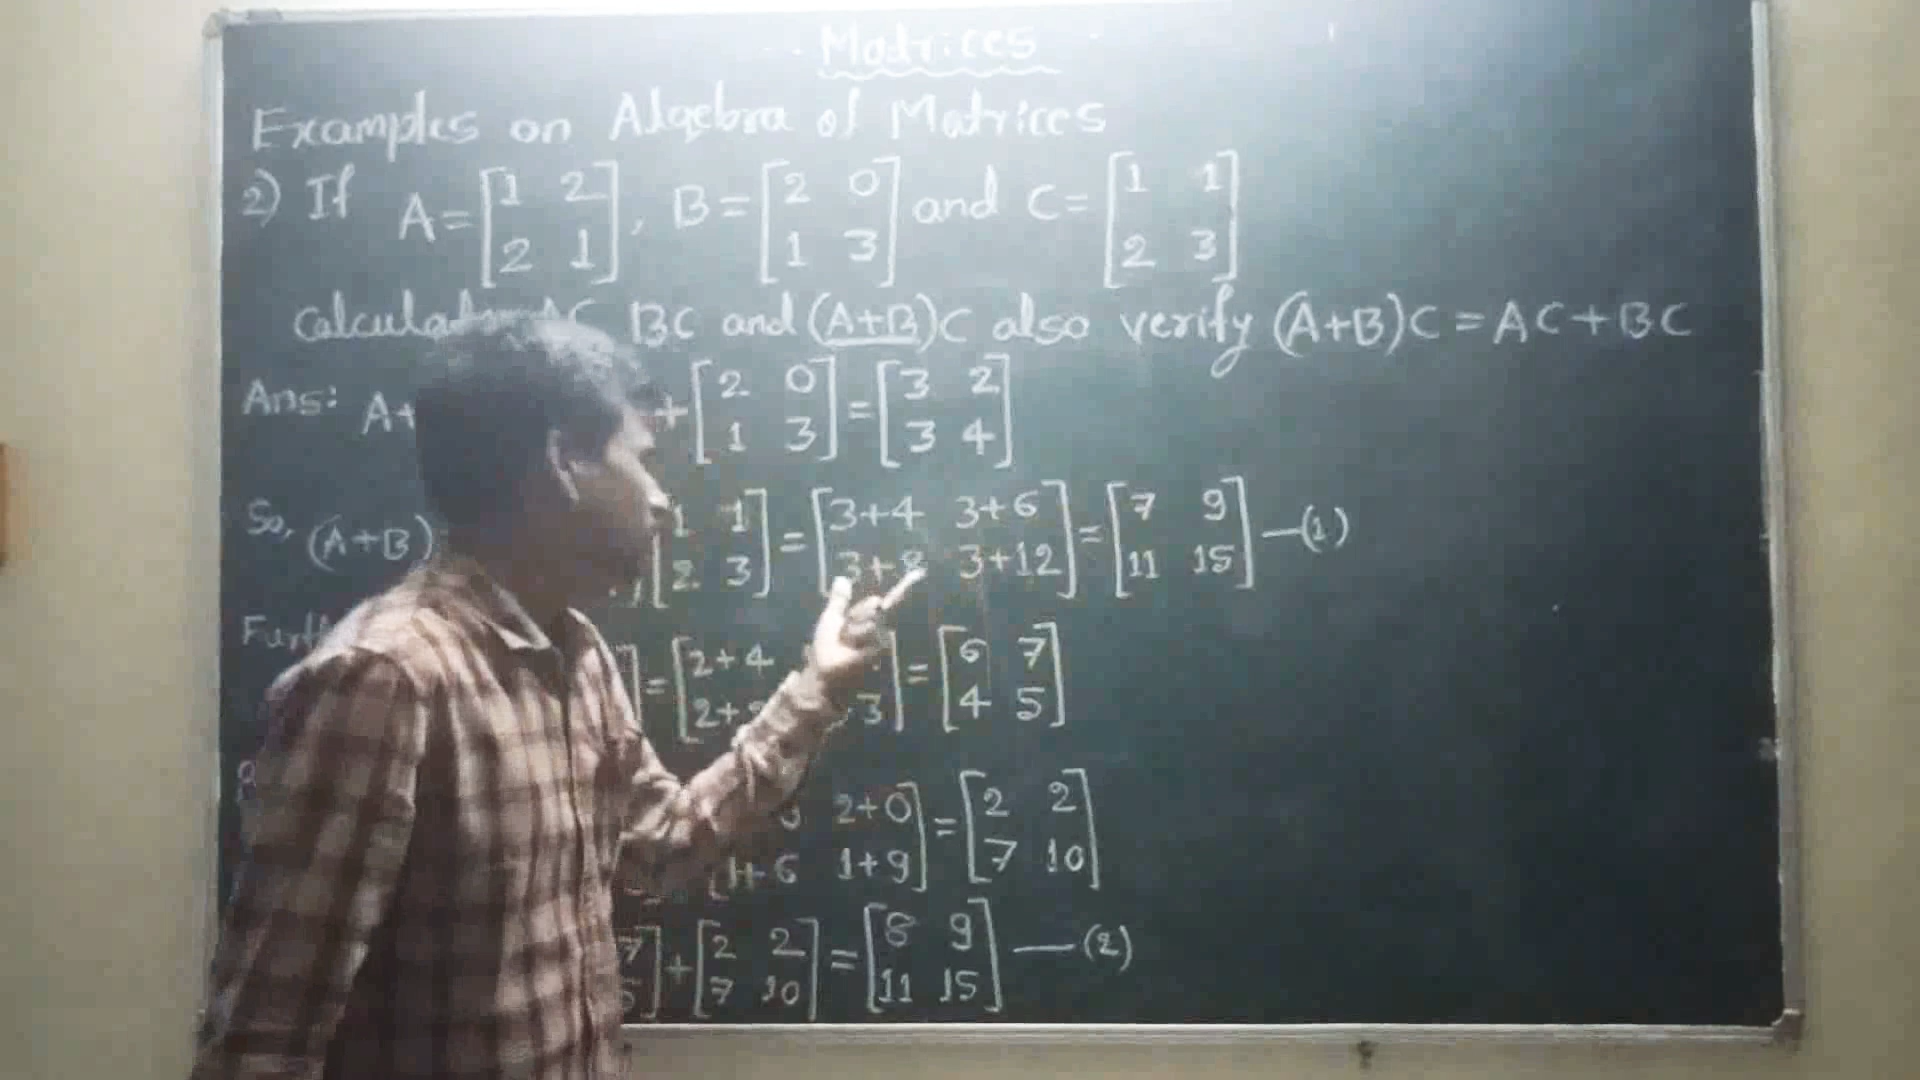 Matrices
Examples on Algebra of Matrices
2) If A = [1 2; 2 1], B = [2 0; 1 3] and C = [1 1; 2 3]
BC and (A+B)C also verify (A+B)C = AC+BC
Ans: A+ + [2 0; 1 3] = [3 2; 3 4]
So, (A+B) [1 1; 2 3] = [3+4 3+6; 3+8 3+12] = [7 9; 11 15] —(1)
= [2+4; 2+ 3] = [6 7; 4 5]
2+0; 1+6 1+9] = [2 2; 7 10]
7; 5] + [2 2; 7 10] = [8 9; 11 15] —(2)